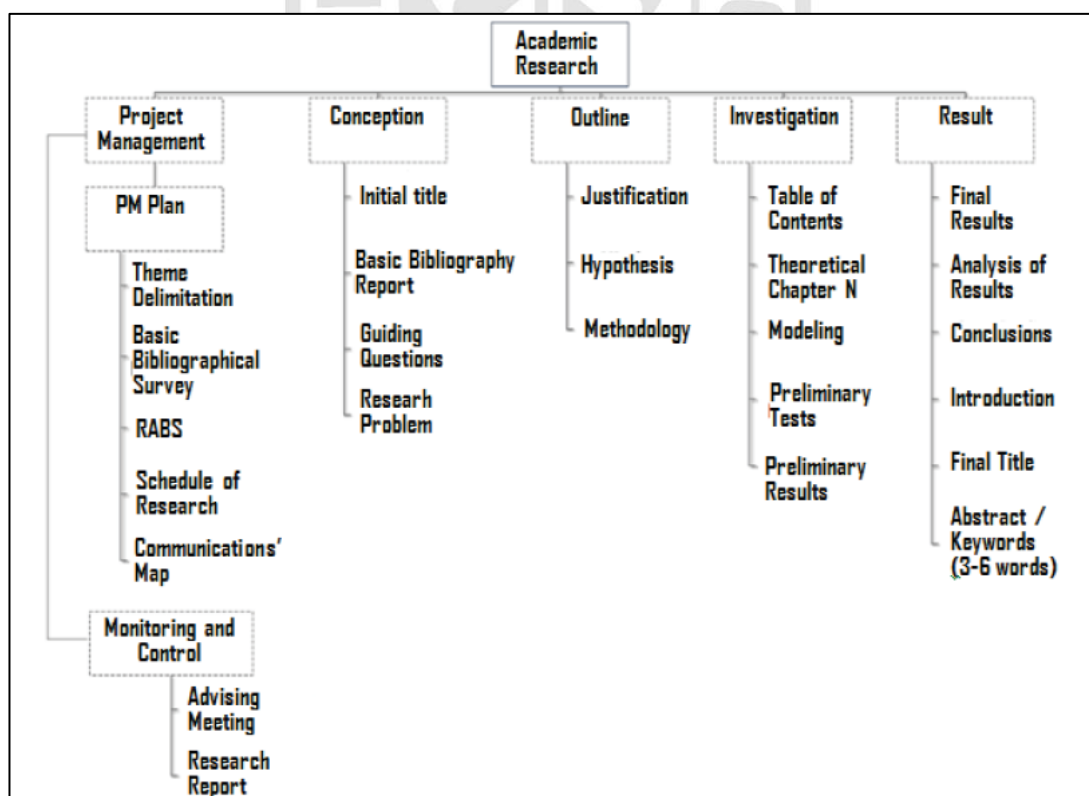 Academic
Research
Project
Management
Conception
Outline
Investigation
Result
PM Plan
Theme
Delimitation
Basic
Bibliographical
Survey
RABS
Schedule of
Research
Communications'
Map
Monitoring and
Control
Advising
Meeting
Research
Report
Initial title
Basic Bibliography
Report
Guiding
Questions
Researh
Problem
Justification
Hypothesis
Methodology
Table of
Contents
Theoretical
Chapter N
Modeling
Preliminary
Tests
Preliminary
Results
Final
Results
Analysis of
Results
Conclusions
Introduction
Final Title
Abstract /
Keywords
(3-6 words)